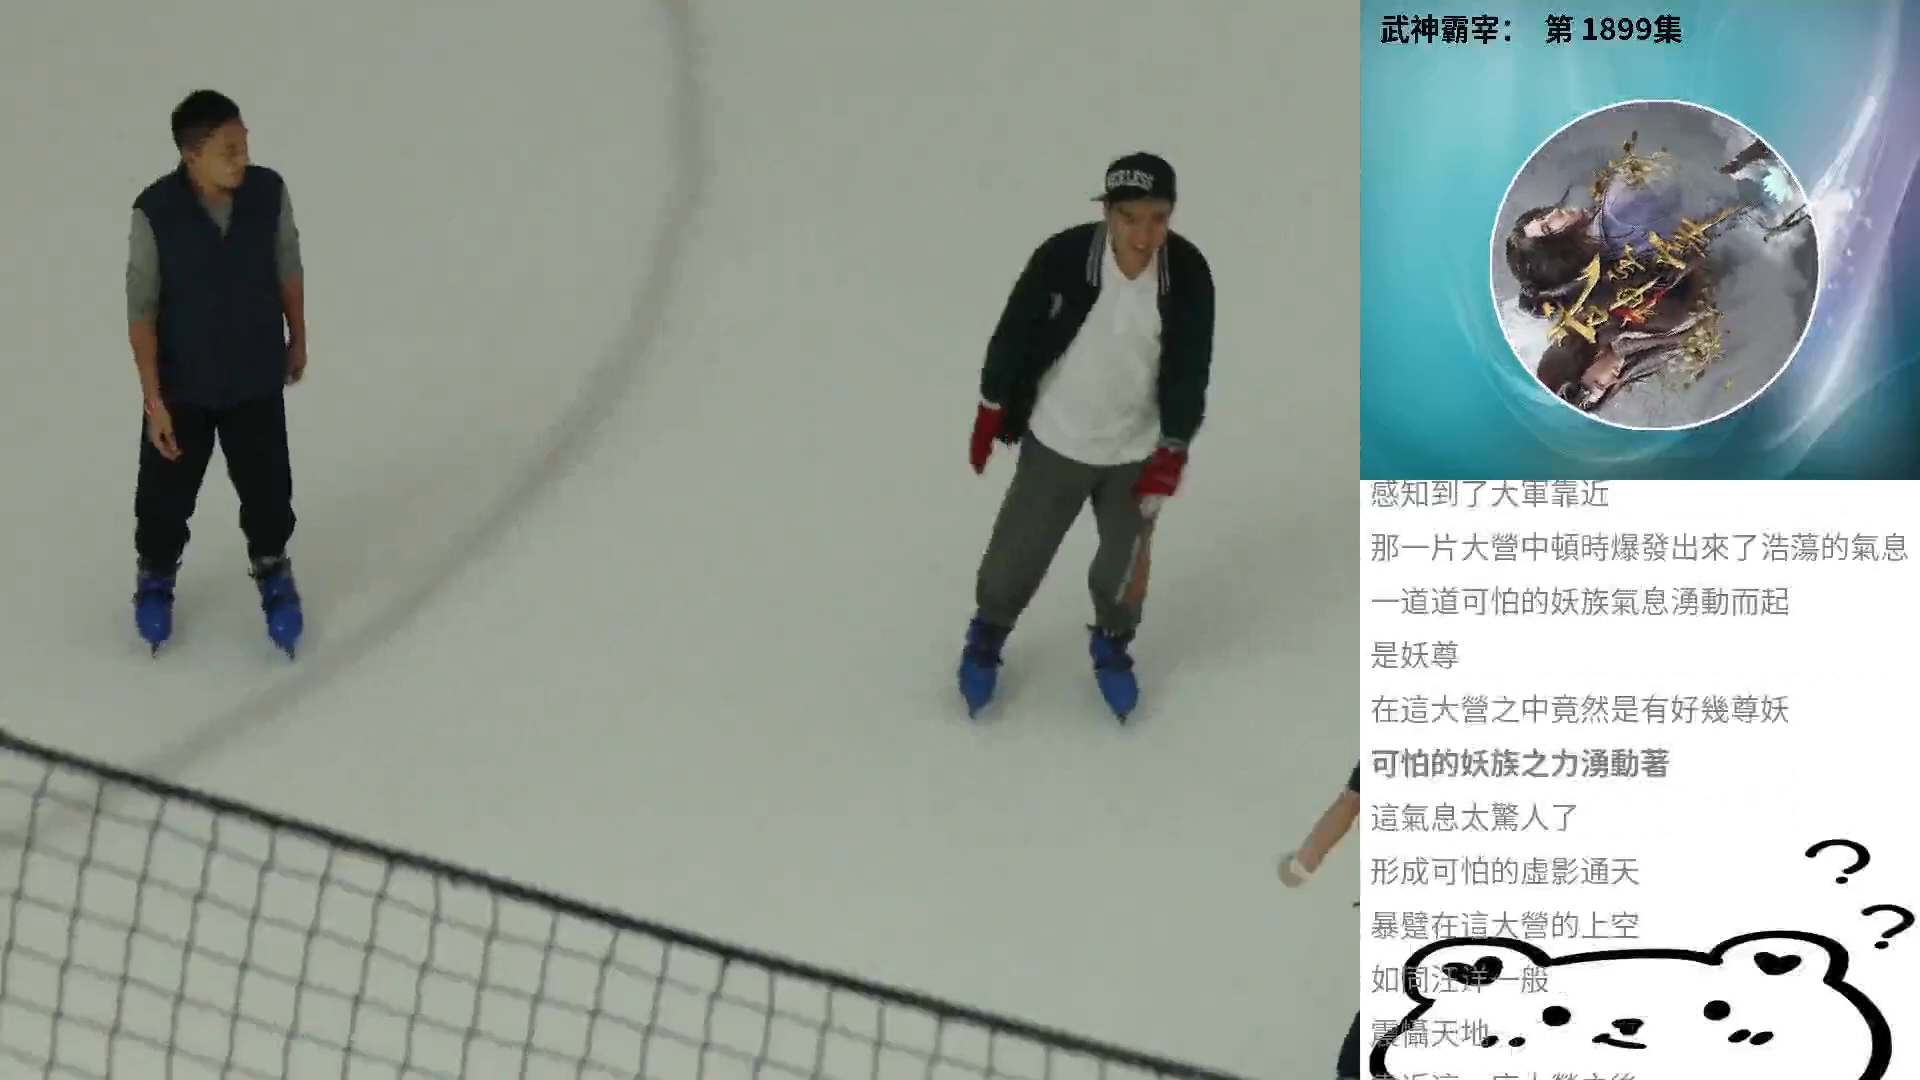 武神霸宰： 第 1899集
感知到了大軍靠近
那一片大營中頓時爆發出來了浩蕩的氣息
一道道可怕的妖族氣息湧動而起
是妖尊
在這大營之中竟然是有好幾尊妖
可怕的妖族之力湧動著
這氣息太驚人了
形成可怕的虛影通天
暴躄在這大營的上空
如同汪洋一般
震懾天地